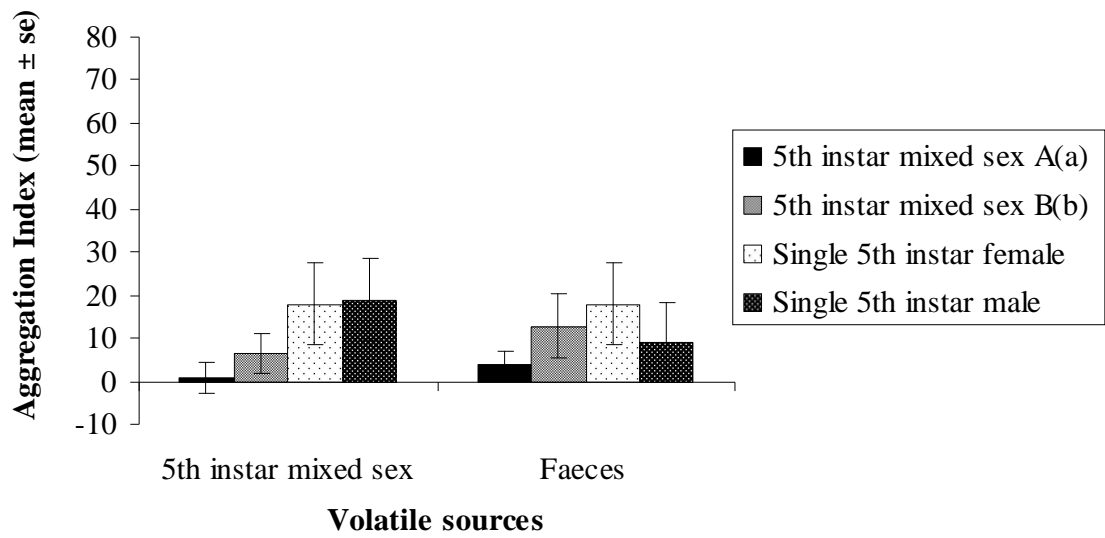 Aggregation Index (mean ± se)
80
70
60
50
40
30
20
10
0
-10
5th instar mixed sex
Faeces
Volatile sources
5th instar mixed sex A(a)
5th instar mixed sex B(b)
Single 5th instar female
Single 5th instar male